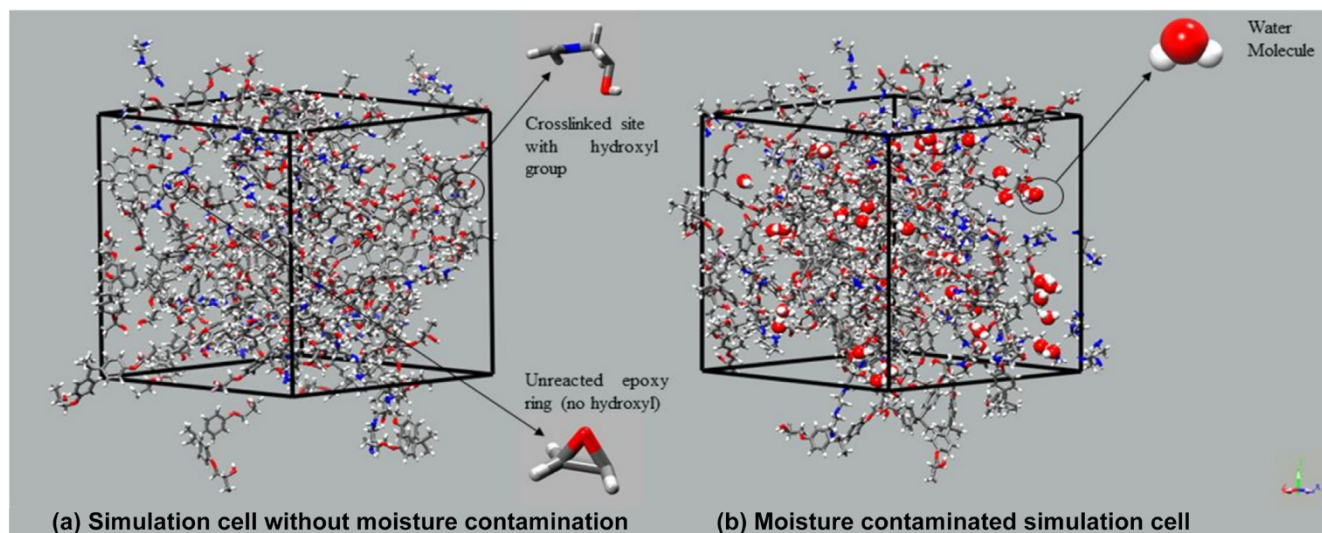 Crosslinked site
with hydroxyl
group
Unreacted epoxy
ring (no hydroxyl)
(a) Simulation cell without moisture contamination
Water
Molecule
(b) Moisture contaminated simulation cell